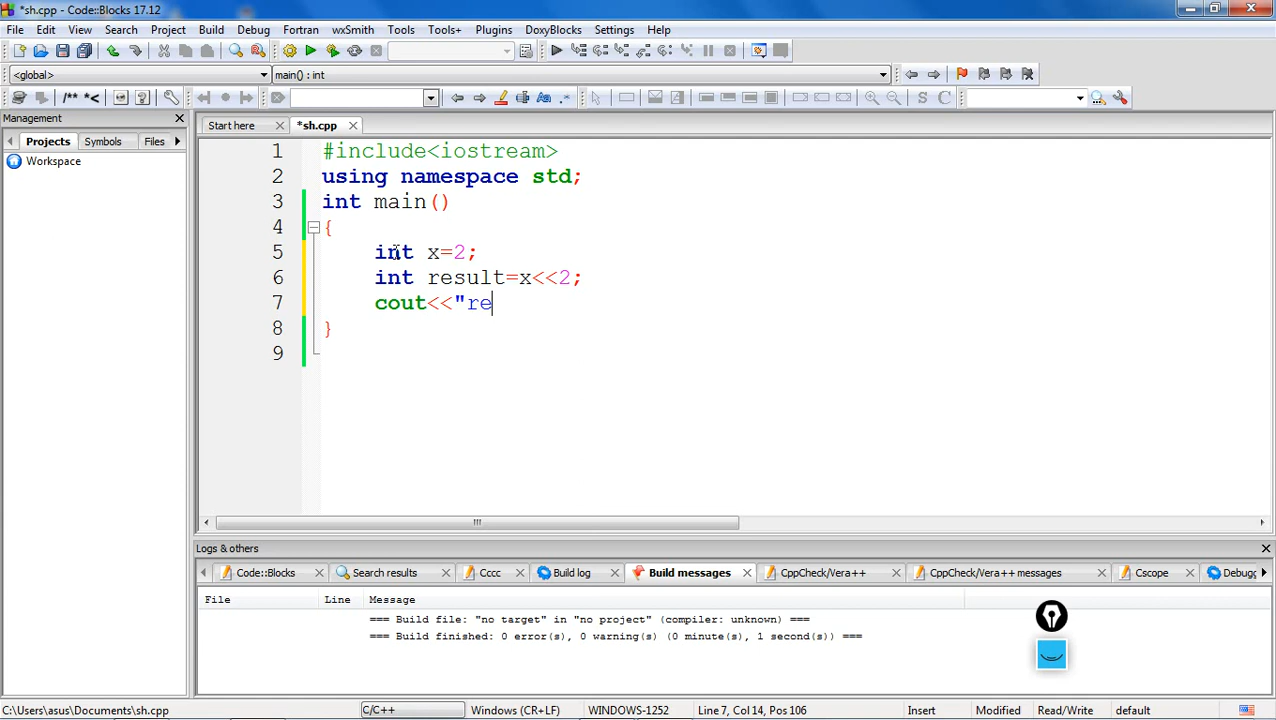 *sh.cpp - Code::Blocks 17.12
File Edit View Search Project Build Debug Fortran wxSmith Tools Tools+ Plugins DoxyBlocks Settings Help
<global> main() : int
/** *< Aa .* S C
Management
Projects Symbols Files
Workspace
Start here *sh.cpp
1 #include<iostream>
2 using namespace std;
3 int main()
4 {
5 int x=2;
6 int result=x<<2;
7 cout<<"re
8 }
9
Logs & others
Code::Blocks Search results Cccc Build log Build messages CppCheck/Vera++ CppCheck/Vera++ messages Cscope Debugg
File Line Message
=== Build file: "no target" in "no project" (compiler: unknown) ===
=== Build finished: 0 error(s), 0 warning(s) (0 minute(s), 1 second(s)) ===
C:\Users\asus\Documents\sh.cpp C/C++ Windows (CR+LF) WINDOWS-1252 Line 7, Col 14, Pos 106 Insert Modified Read/Write default